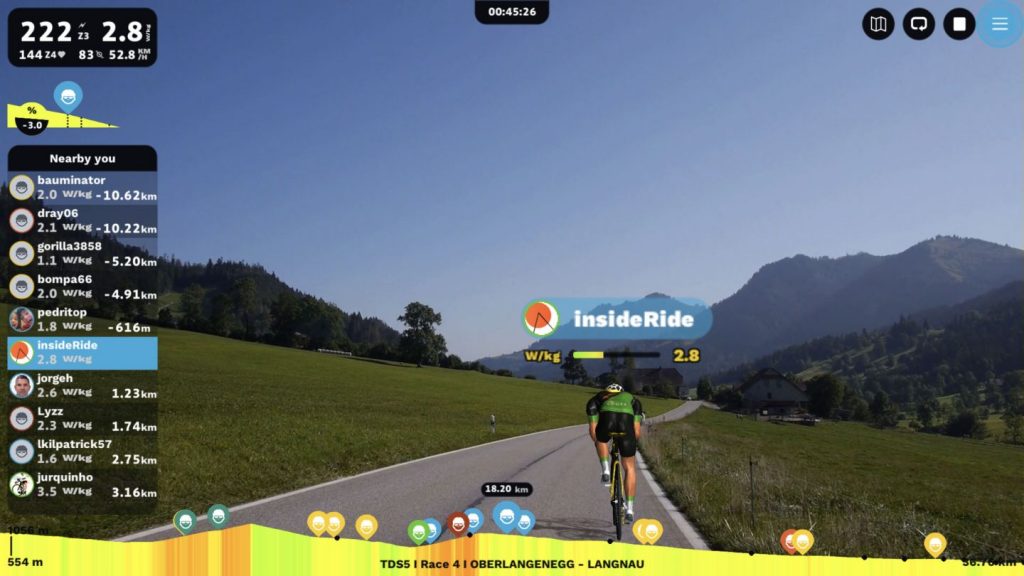 00:45:26
222 Z3 2.8 W/KG
144 Z4 83 52.8 KM/H
%
-3.0
Nearby you
bauminator
2.0 W/kg -10.62km
dray06
2.1 W/kg -10.22km
gorilla3858
1.1 W/kg -5.20km
bompa66
2.0 W/kg -4.91km
pedritop
1.8 W/kg -616m
insideRide
2.8 W/kg
jorgeh
2.6 W/kg 1.23km
Lyzz
2.3 W/kg 1.74km
lkilpatrick57
1.6 W/kg 2.75km
jurquinho
3.5 W/kg 3.16km
insideRide
W/kg 2.8
18.20 km
1056 m
554 m
TDS5 I Race 4 I OBERLANGENEGG - LANGNAU
36.76 km